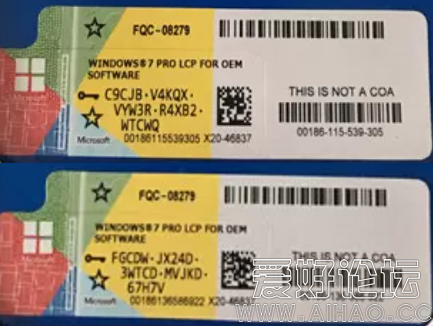 FQC-08279
WINDOWS®7 PRO LCP FOR OEM
SOFTWARE
THIS IS NOT A COA
C9CJB-V4KQX-
VYW3R-R4XB2-
WTCWQ
00186-115-539-305
Microsoft
00186115539305 X20-46837
Microsoft
FQC-08279
WINDOWS®7 PRO LCP FOR OEM
SOFTWARE
THIS IS NOT A COA
FGCDW-JX24D-
3WTCD-MVJKD-
67H7V
Microsoft
00186136586922 X20-46837
Microsoft
爱好论坛
WWW.AIHAO.CC